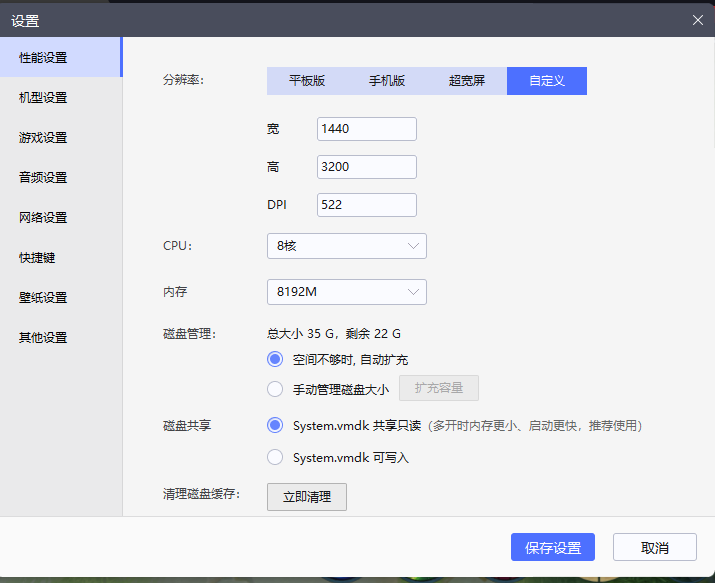 设置
性能设置
机型设置
游戏设置
音频设置
网络设置
快捷键
壁纸设置
其他设置
分辨率:
平板版 手机版 超宽屏 自定义
宽 1440
高 3200
DPI 522
CPU: 8核
内存 8192M
磁盘管理: 总大小 35 G，剩余 22 G
空间不够时, 自动扩充
手动管理磁盘大小 扩充容量
磁盘共享 System.vmdk 共享只读（多开时内存更小、启动更快，推荐使用）
System.vmdk 可写入
清理磁盘缓存: 立即清理
保存设置 取消